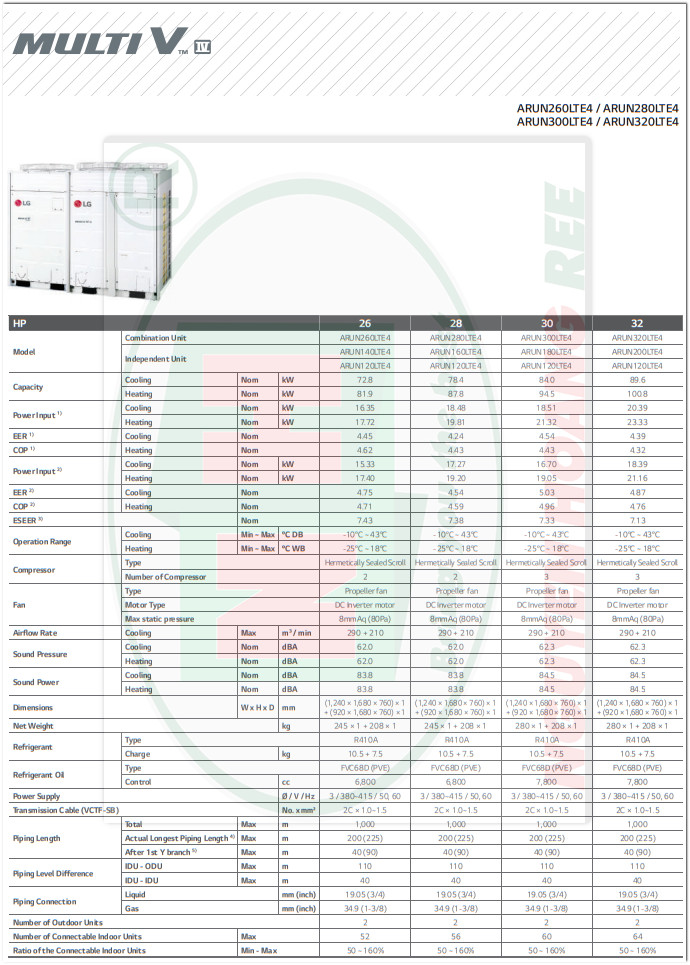 MULTI V™ IV
ARUN260LTE4 / ARUN280LTE4
ARUN300LTE4 / ARUN320LTE4
R
LG
LG
HP 26 28 30 32
Model Combination Unit ARUN260LTE4 ARUN280LTE4 ARUN300LTE4 ARUN320LTE4
Independent Unit ARUN140LTE4 ARUN160LTE4 ARUN180LTE4 ARUN200LTE4
ARUN120LTE4 ARUN120LTE4 ARUN120LTE4 ARUN120LTE4
Capacity Cooling Nom kW 72.8 78.4 84.0 89.6
Heating Nom kW 81.9 87.8 94.5 100.8
Power Input 1) Cooling Nom kW 16.35 18.48 18.51 20.39
Heating Nom kW 17.72 19.81 21.32 23.33
EER 1) Cooling Nom 4.45 4.24 4.54 4.39
COP 1) Heating Nom 4.62 4.43 4.43 4.32
Power Input 2) Cooling Nom kW 15.33 17.27 16.70 18.39
Heating Nom kW 17.40 19.20 19.05 21.16
EER 2) Cooling Nom 4.75 4.54 5.03 4.87
COP 2) Heating Nom 4.71 4.59 4.96 4.76
ESEER 3) Nom 7.43 7.38 7.33 7.13
Operation Range Cooling Min ~ Max °C DB -10°C ~ 43°C -10°C ~ 43°C -10°C ~ 43°C -10°C ~ 43°C
Heating Min ~ Max °C WB -25°C ~ 18°C -25°C ~ 18°C -25°C ~ 18°C -25°C ~ 18°C
Compressor Type Hermetically Sealed Scroll Hermetically Sealed Scroll Hermetically Sealed Scroll Hermetically Sealed Scroll
Number of Compressor 2 2 3 3
Fan Type Propeller fan Propeller fan Propeller fan Propeller fan
Motor Type DC Inverter motor DC Inverter motor DC Inverter motor DC Inverter motor
Max static pressure 8mmAq (80Pa) 8mmAq (80Pa) 8mmAq (80Pa) 8mmAq (80Pa)
Airflow Rate Cooling Max m³ / min 290 + 210 290 + 210 290 + 210 290 + 210
Sound Pressure Cooling Nom dBA 62.0 62.0 62.3 62.3
Heating Nom dBA 62.0 62.0 62.3 62.3
Sound Power Cooling Nom dBA 83.8 83.8 84.5 84.5
Heating Nom dBA 83.8 83.8 84.5 84.5
Dimensions W x H x D mm (1,240 × 1,680 × 760) × 1 (1,240 × 1,680 × 760) × 1 (1,240 × 1,680 × 760) × 1 (1,240 × 1,680 × 760) × 1
+ (920 × 1,680 × 760) × 1 + (920 × 1,680 × 760) × 1 + (920 × 1,680 × 760) × 1 + (920 × 1,680 × 760) × 1
Net Weight kg 245 × 1 + 208 × 1 245 × 1 + 208 × 1 280 × 1 + 208 × 1 280 × 1 + 208 × 1
Refrigerant Type R410A R410A R410A R410A
Charge kg 10.5 + 7.5 10.5 + 7.5 10.5 + 7.5 10.5 + 7.5
Refrigerant Oil Type FVC68D (PVE) FVC68D (PVE) FVC68D (PVE) FVC68D (PVE)
Control cc 6,800 6,800 7,800 7,800
Power Supply Ø / V / Hz 3 / 380~415 / 50, 60 3 / 380~415 / 50, 60 3 / 380~415 / 50, 60 3 / 380~415 / 50, 60
Transmission Cable (VCTF-SB) No. x mm² 2C × 1.0~1.5 2C × 1.0~1.5 2C × 1.0~1.5 2C × 1.0~1.5
Piping Length Total Max m 1,000 1,000 1,000 1,000
Actual Longest Piping Length 4) Max m 200 (225) 200 (225) 200 (225) 200 (225)
After 1st Y branch 5) Max m 40 (90) 40 (90) 40 (90) 40 (90)
Piping Level Difference IDU - ODU Max m 110 110 110 110
IDU - IDU Max m 40 40 40 40
Piping Connection Liquid mm (inch) 19.05 (3/4) 19.05 (3/4) 19.05 (3/4) 19.05 (3/4)
Gas mm (inch) 34.9 (1-3/8) 34.9 (1-3/8) 34.9 (1-3/8) 34.9 (1-3/8)
Number of Outdoor Units 2 2 2 2
Number of Connectable Indoor Units Max 52 56 60 64
Ratio of the Connectable Indoor Units Min - Max 50 ~ 160% 50 ~ 160% 50 ~ 160% 50 ~ 160%